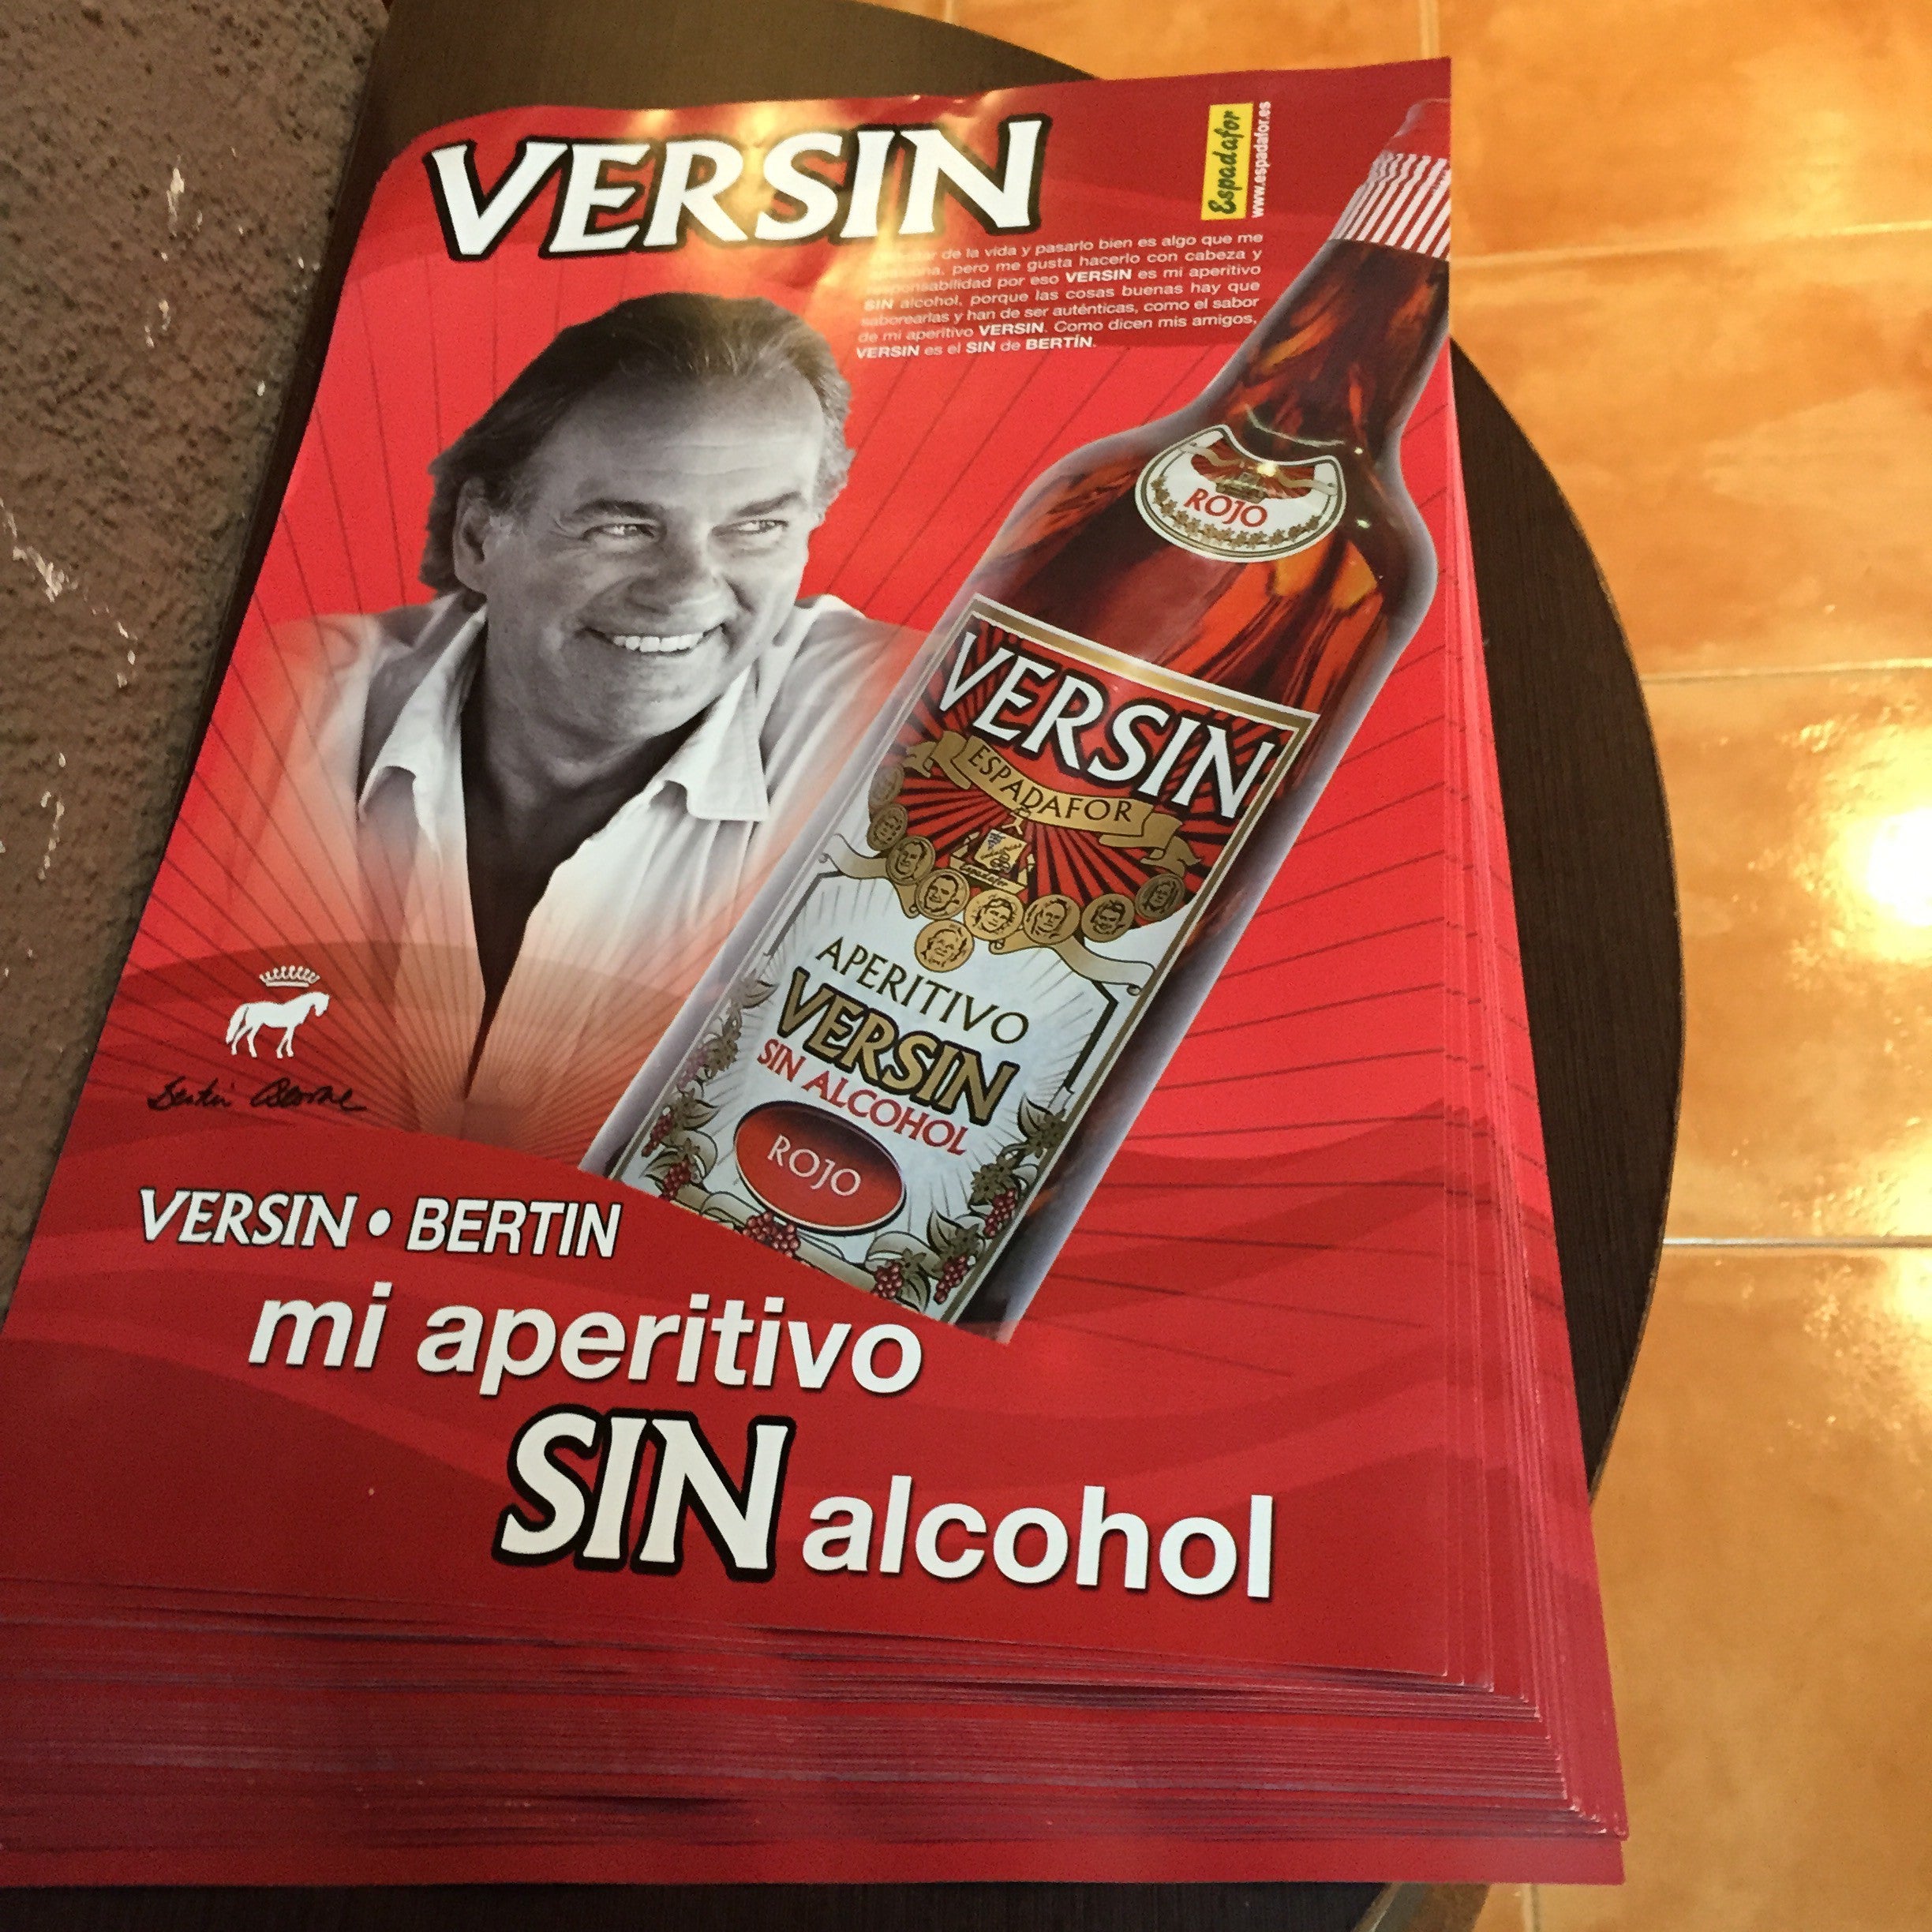 VERSIN
Espadafor
www.espadafor.es
de la vida y pasarlo bien es algo que me
pero me gusta hacerlo con cabeza y
responsabilidad por eso VERSIN es mi aperitivo
SIN alcohol, porque las cosas buenas hay que
saborearlas y han de ser auténticas, como el sabor
de mi aperitivo VERSIN. Como dicen mis amigos,
VERSIN es el SIN de BERTÍN.
ROJO
VERSIN
ESPADAFOR
Espadafor
APERITIVO
VERSIN
SIN ALCOHOL
ROJO
Bertín Osborne
VERSIN • BERTIN
mi aperitivo
SIN alcohol